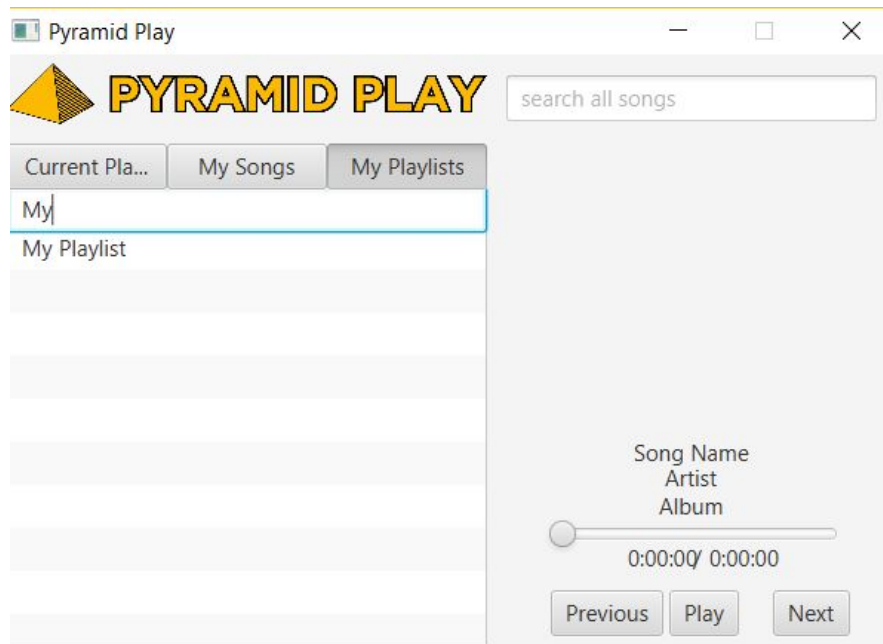 Pyramid Play
PYRAMID PLAY
search all songs
Current Pla...
My Songs
My Playlists
My
My Playlist
Song Name
Artist
Album
0:00:00/ 0:00:00
Previous
Play
Next